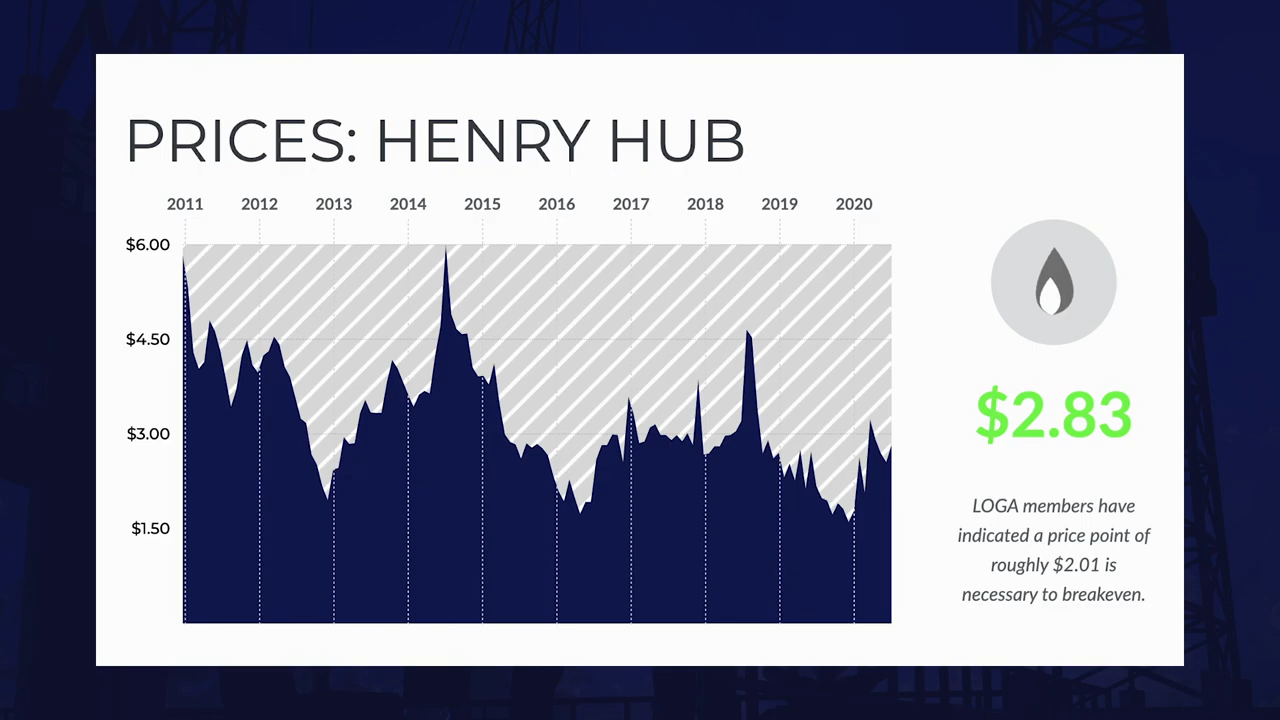 PRICES: HENRY HUB
2011 2012 2013 2014 2015 2016 2017 2018 2019 2020
$6.00
$4.50
$3.00
$1.50
$2.83
LOGA members have
indicated a price point of
roughly $2.01 is
necessary to breakeven.